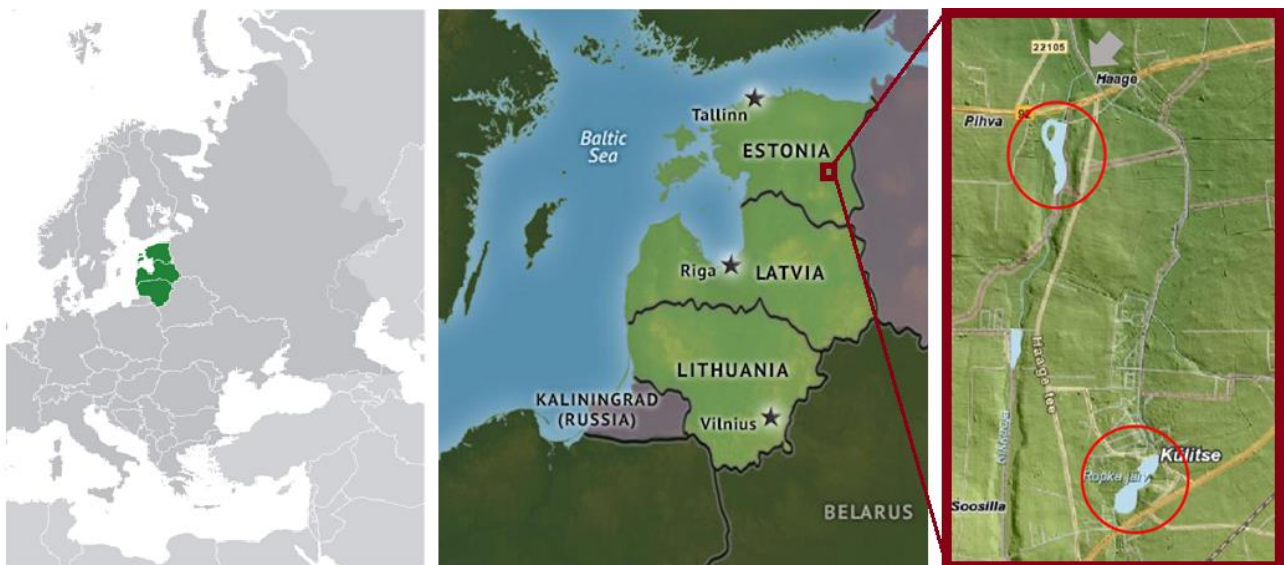 Tallinn
Baltic
Sea
ESTONIA
Riga
LATVIA
LITHUANIA
KALININGRAD
(RUSSIA)
Vilnius
BELARUS
22105
Haage
92
Pihva
Haage tee
Külitse
Ropka järv
Soosilla